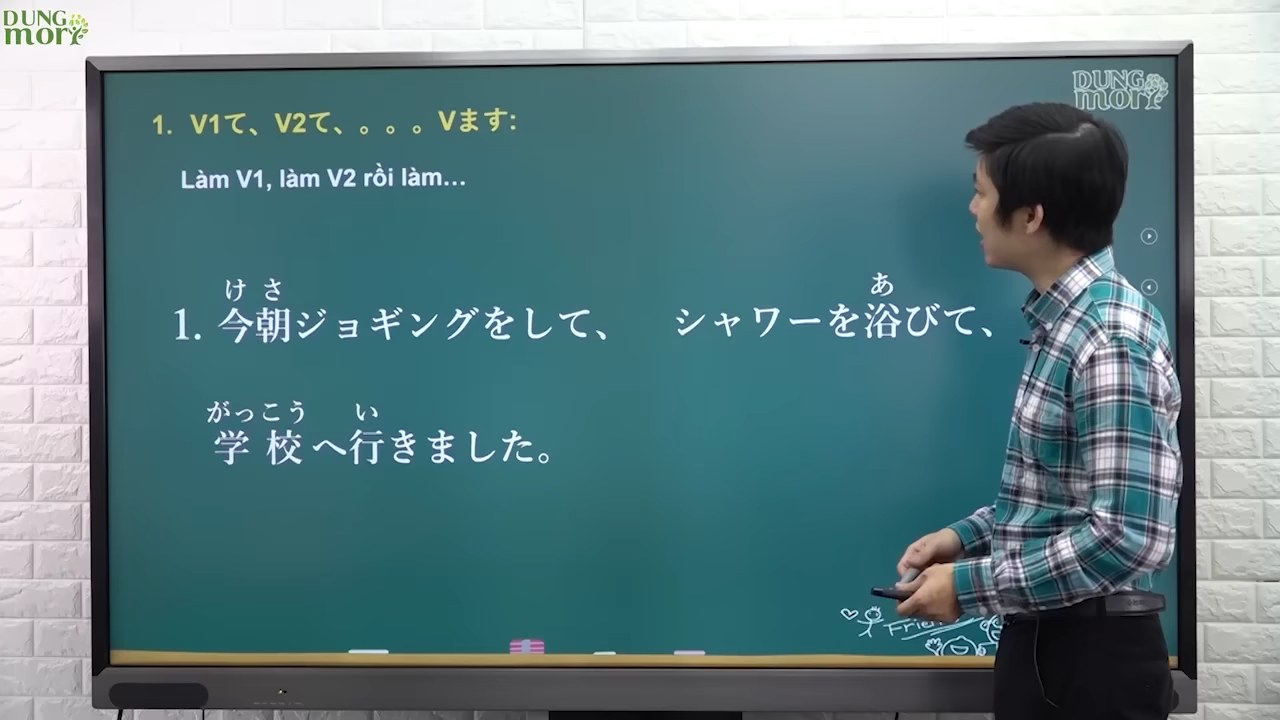 DUNG
mori
DUNG
mori
1. V1て、V2て、。。。Vます:
Làm V1, làm V2 rồi làm...
けさ
あ
1. 今朝ジョギングをして、 シャワーを浴びて、
がっこう い
学校へ行きました。